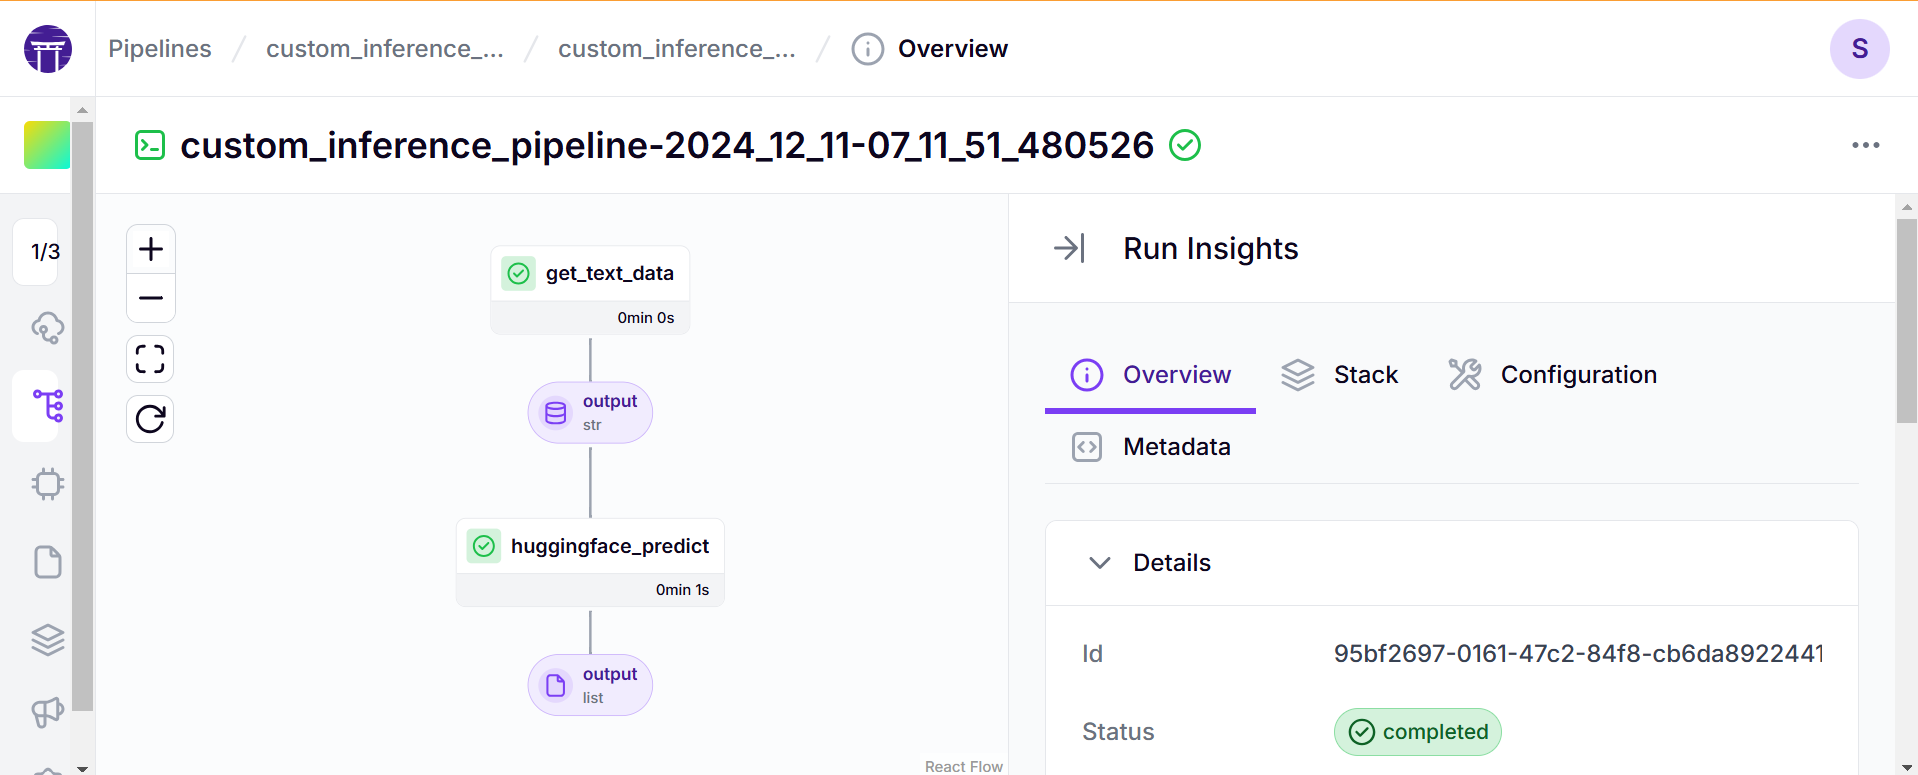 Pipelines / custom_inference_... / custom_inference_... / Overview
S
custom_inference_pipeline-2024_12_11-07_11_51_480526
1/3
get_text_data
0min 0s
output
str
huggingface_predict
0min 1s
output
list
React Flow
Run Insights
Overview
Stack
Configuration
Metadata
Details
Id
95bf2697-0161-47c2-84f8-cb6da8922441
Status
completed